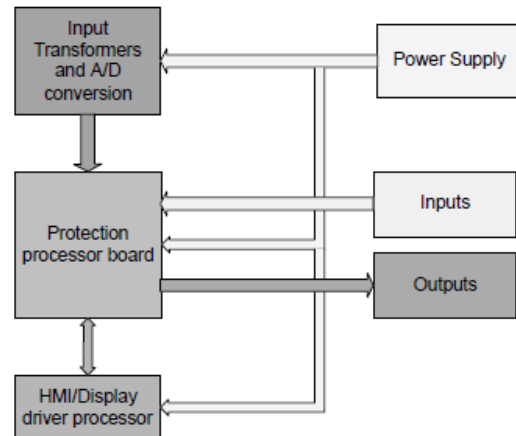 Input
Transformers
and A/D
conversion
Power Supply
Protection
processor board
Inputs
Outputs
HMI/Display
driver processor